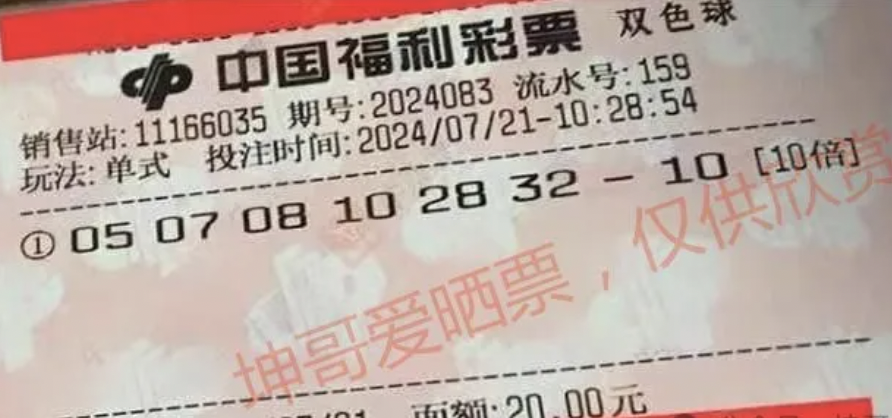 中国福利彩票 双色球
销售站:11166035 期号:2024083 流水号:159
玩法:单式 投注时间:2024/07/21-10:28:54
① 05 07 08 10 28 32 - 10 [10倍]
坤哥爱晒票，仅供欣赏
面额:20.00元